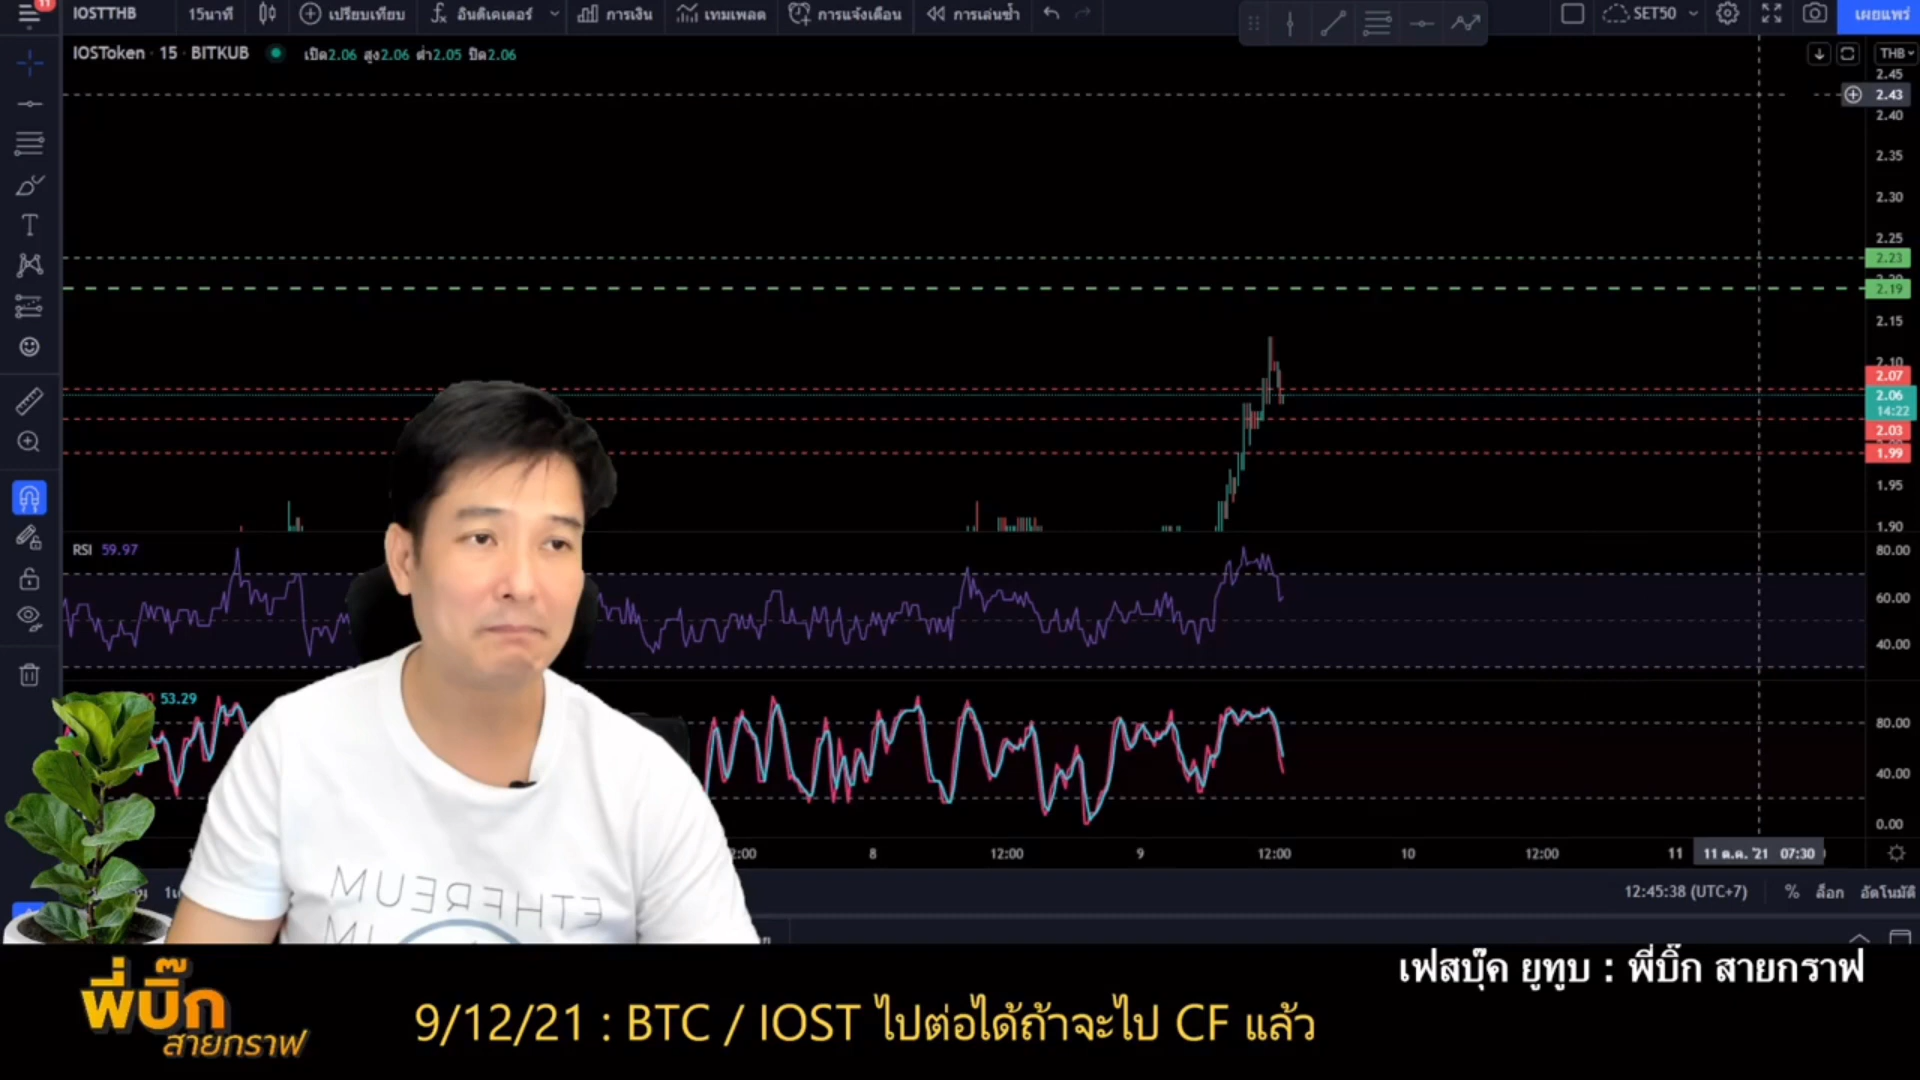 11
IOSTTHB 15นาที เปรียบเทียบ อินดิเคเตอร์ การเงิน เทมเพลต การแจ้งเตือน การเล่นซ้ำ SET50 เผยแพร่
IOSToken · 15 · BITKUB เปิด2.06 สูง2.06 ต่ำ2.05 ปิด2.06
THB
2.45
2.43
2.40
2.35
2.30
2.25
2.23
2.19
2.15
2.10
2.07
2.06
14:22
2.03
1.99
1.95
1.90
RSI 59.97
80.00
60.00
40.00
53.29
80.00
40.00
0.00
8 12:00 9 12:00 10 12:00 11 11 ต.ค. '21 07:30
12:45:38 (UTC+7) % ล็อก อัตโนมัติ
ETHEREUM
พี่บิ๊ก
สายกราฟ
เฟสบุ๊ค ยูทูบ : พี่บิ๊ก สายกราฟ
9/12/21 : BTC / IOST ไปต่อได้ถ้าจะไป CF แล้ว